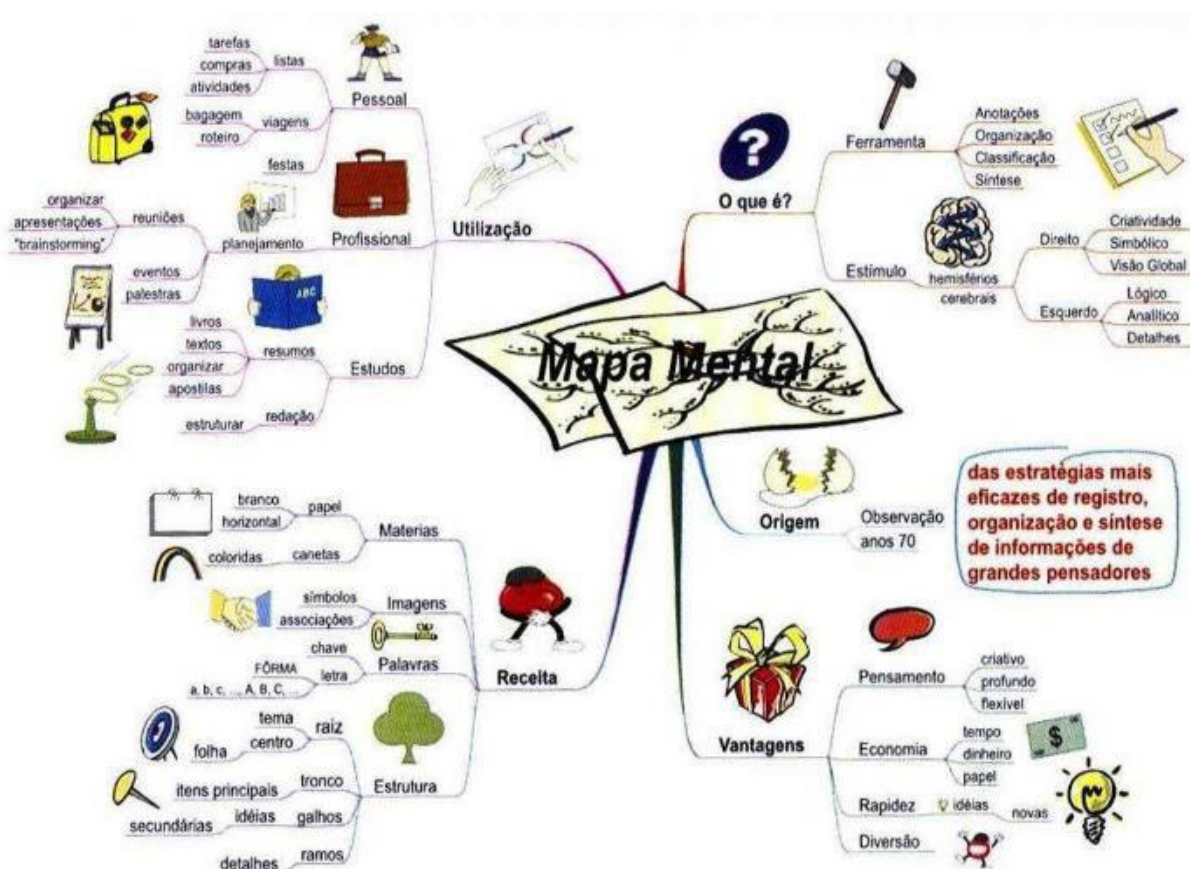 Mapa Mental
Utilização
Pessoal
listas
tarefas
compras
atividades
viagens
bagagem
roteiro
festas
Profissional
planejamento
reuniões
organizar
apresentações
"brainstorming"
eventos
palestras
Estudos
resumos
livros
textos
organizar
apostilas
redação
estruturar
ABC
O que é?
?
Ferramenta
Anotações
Organização
Classificação
Síntese
Estímulo
hemisférios
cerebrais
Direito
Criatividade
Simbólico
Visão Global
Esquerdo
Lógico
Analítico
Detalhes
Origem
Observação
anos 70
das estratégias mais
eficazes de registro,
organização e síntese
de informações de
grandes pensadores
Receita
Materias
papel
branco
horizontal
canetas
coloridas
Imagens
símbolos
associações
Palavras
chave
letra
FÔRMA
a, b, c, ..., A, B, C, ...
Estrutura
raiz
tema
centro
folha
tronco
itens principais
galhos
idéias
secundárias
ramos
detalhes
Vantagens
Pensamento
criativo
profundo
flexível
Economia
tempo
dinheiro
papel
$
Rapidez
idéias
novas
Diversão